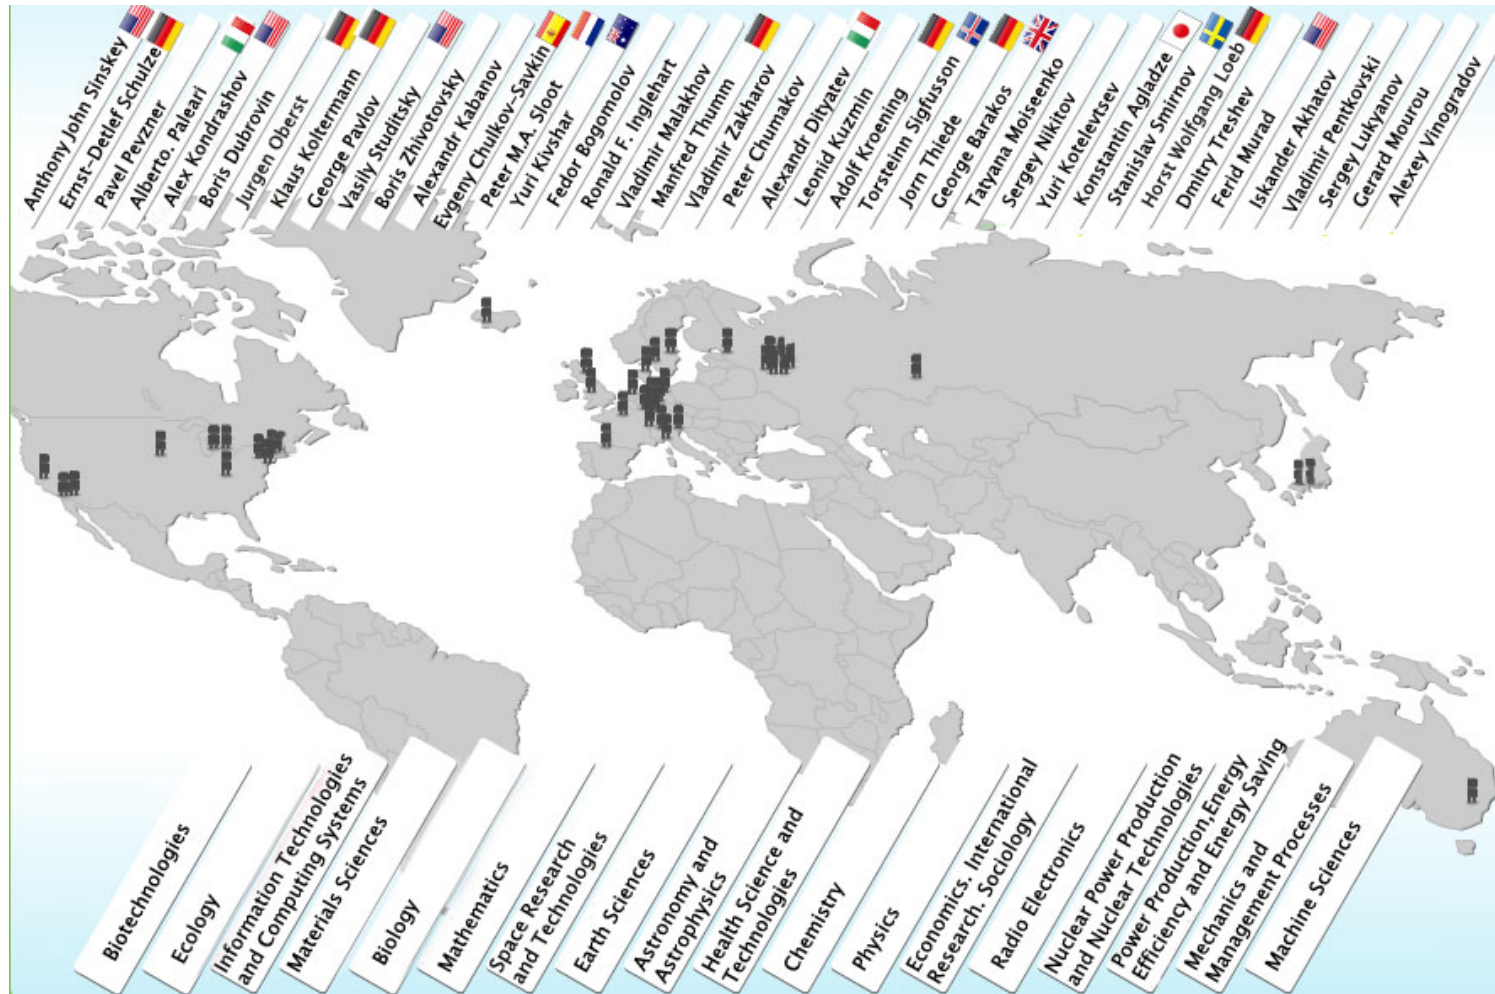 Anthony John Sinskey
Ernst-Detlef Schulze
Pavel Pevzner
Alberto. Paleari
Alex Kondrashov
Boris Dubrovin
Jurgen Oberst
Klaus Koltermann
George Pavlov
Vasily Studitsky
Boris Zhivotovsky
Alexandr Kabanov
Evgeny Chulkov-Savkin
Peter M.A. Sloot
Yuri Kivshar
Fedor Bogomolov
Ronald F. Inglehart
Vladimir Malakhov
Manfred Thumm
Vladimir Zakharov
Peter Chumakov
Alexandr Dityatev
Leonid Kuzmin
Adolf Kroening
Torsteinn Sigfusson
Jorn Thiede
George Barakos
Tatyana Moiseenko
Sergey Nikitov
Yuri Kotelevtsev
Konstantin Agladze
Stanislav Smirnov
Horst Wolfgang Loeb
Dmitry Treshev
Ferid Murad
Iskander Akhatov
Vladimir Pentkovski
Sergey Lukyanov
Gerard Mourou
Alexey Vinogradov
Biotechnologies
Ecology
Information Technologies
and Computing Systems
Materials Sciences
Biology
Mathematics
Space Research
and Technologies
Earth Sciences
Astronomy and
Astrophysics
Health Science and
Technologies
Chemistry
Physics
Economics. International
Research. Sociology
Radio Electronics
Nuclear Power Production
and Nuclear Technologies
Power Production,Energy
Efficiency and Energy Saving
Mechanics and
Management Processes
Machine Sciences